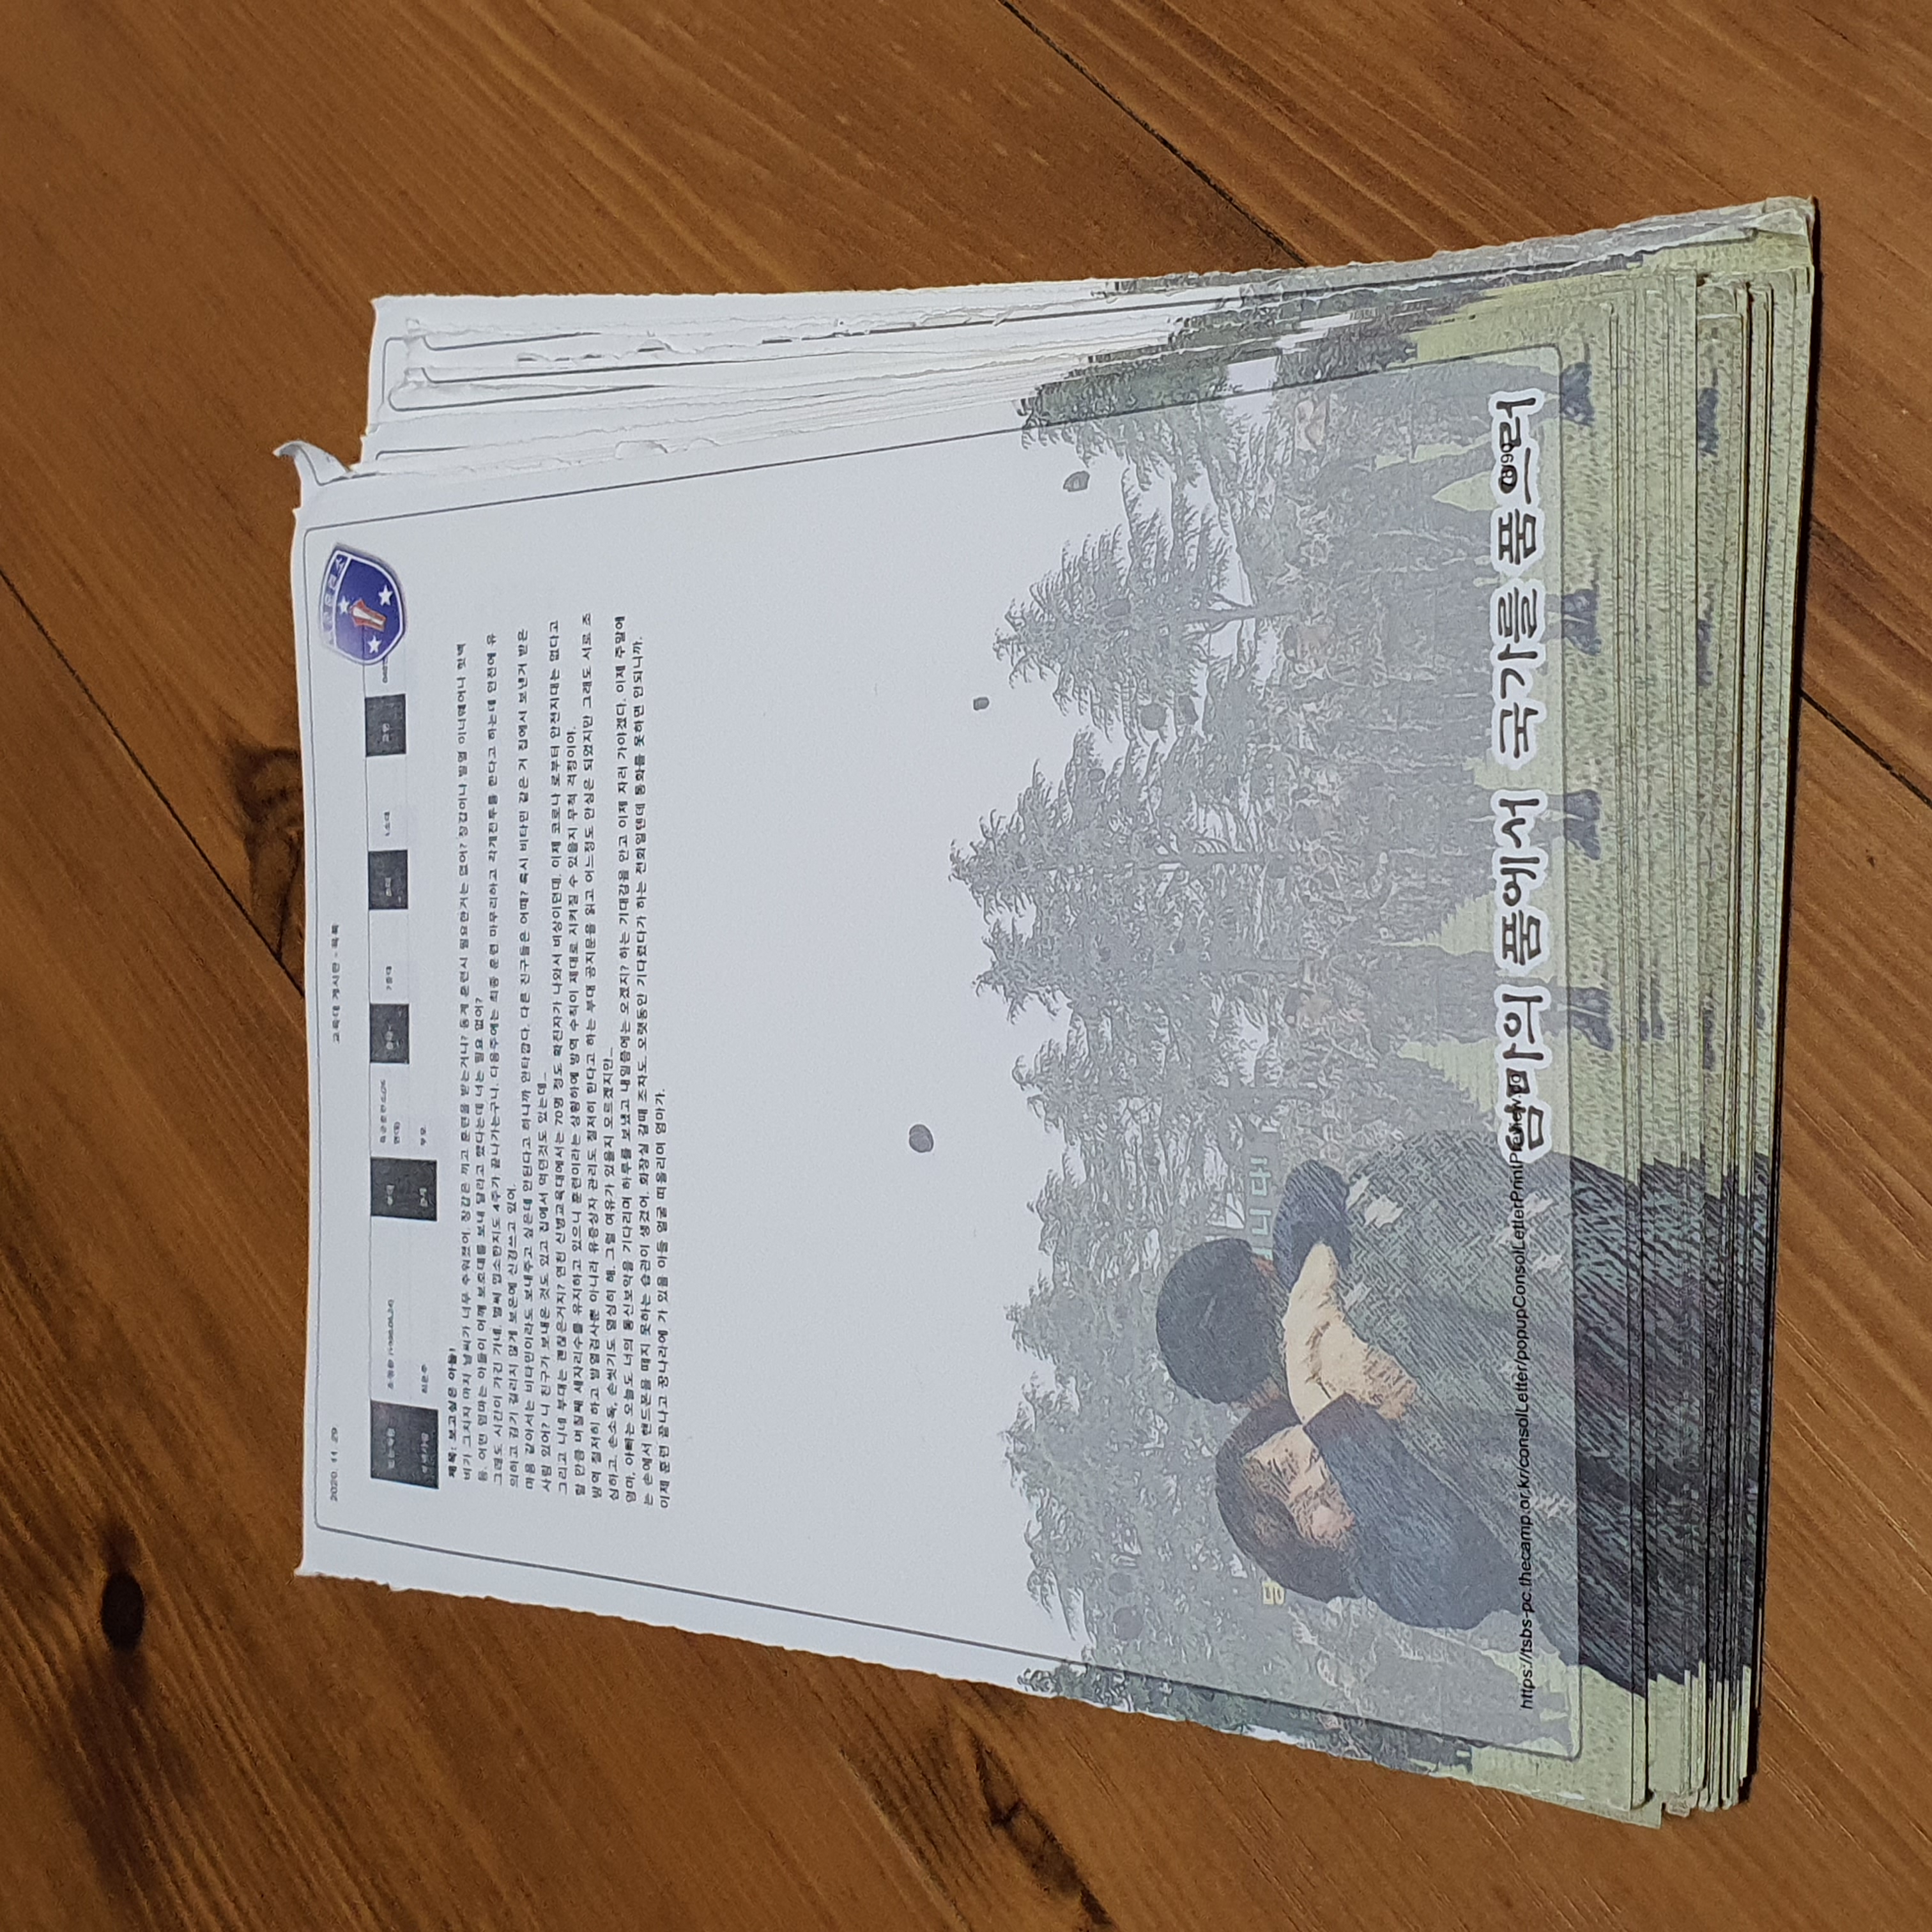 2020. 11. 29.
교육대 게시판 - 목록
육군훈련소
받는사람 조영환 (1998.06.24) 부대 육군훈련소(26 중대 7중대 소대 1소대 교번
연대)
보낸사람 최은주 관계 부모
제목: 보고싶은 아들!
비가 그치자 마자 날씨가 너무 추워졌어. 장갑은 끼고 훈련을 받는거니? 동계 훈련시 필요한거는 없어? 장갑이나 발열 이너웨어나 핫백
등. 어떤 엄마는 아들이 어깨 보호대를 보내 달라고 했다는데 너는 필요 없어?
그래도 시간이 가긴 가네. 벌써 입소한지도 4주가 끝나가는구나. 다음주에는 최종 훈련 마무리하고 각개전투를 한다고 하는데 안전에 유
의하고 감기 걸리지 않게 보온에 신경쓰고 있어.
마음 같아서는 비타민이라도 보내주고 싶은데 안된다고 하니까 안타깝다. 다른 친구들은 어때? 혹시 비타민 같은 거 집에서 보낸거 받은
사람 있어? 니 친구가 보내온 것도 있고 집에서 먹던것도 있는데...
그리고 니네 부대는 괜찮은거지? 연천 신병교육대에서는 70명 정도 확진자가 나와서 비상이던데. 이제 코로나 로부터 안전지대는 없다고
할 만큼 며칠째 세자리수를 유지하고 있으니 훈련이라는 상황하에 방역 수칙이 제대로 지켜질 수 있을지 무척 걱정이야.
방역 철저히 하고 발열검사뿐 아니라 유증상자 관리도 철저히 한다고 하는 부대 공지문을 읽고 어느정도 안심은 되었지만 그래도 서로 조
심하고, 손소독, 손씻기도 열심히 해. 그럴 여유가 있을지 모르겠지만...
엄마, 아빠는 오늘도 너의 통신보약을 기다리며 하루를 보냈고 내일쯤에는 오겠지? 하는 기대감을 안고 이제 자러 가야겠다. 이제 주말에
는 손에서 핸드폰을 떼지 못하는 습관이 생겼어. 화장실 갈때 조차도. 오랫동안 기다렸다가 하는 전화일텐데 통화를 못하면 안되니까.
이제 훈련 끝나고 꿈나라에 가 있을 아들 얼굴 떠올리며 엄마가.
니다!
https://tsbs-pc.thecamp.or.kr/consolLetter/popupConsolLetterPrintPreview.do
엄마의 품에서 국가를 품으러
78/90